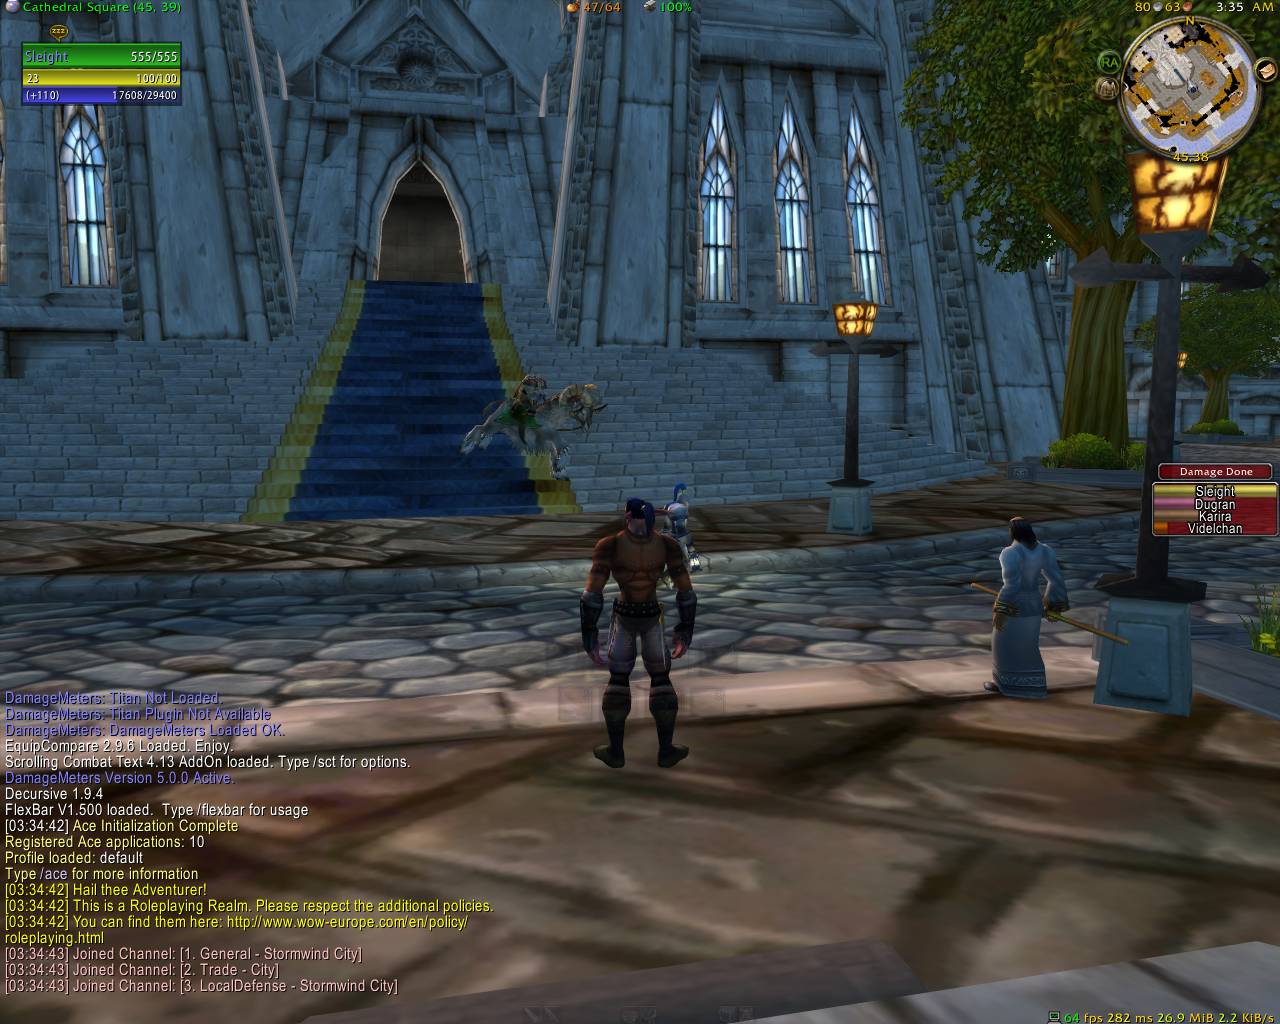 Cathedral Square (45, 39)
47/64
100%
80 63
3:35 AM
zzz
Sleight 555/555
23 100/100
(+110) 17608/29400
N
RA
45,38
Damage Done
Sleight
Dugran
Karira
Videlchan
DamageMeters: Titan Not Loaded.
DamageMeters: Titan Plugin Not Available
DamageMeters: DamageMeters Loaded OK.
EquipCompare 2.9.6 Loaded. Enjoy.
Scrolling Combat Text 4.13 AddOn loaded. Type /sct for options.
DamageMeters Version 5.0.0 Active.
Decursive 1.9.4
FlexBar V1.500 loaded. Type /flexbar for usage
[03:34:42] Ace Initialization Complete
Registered Ace applications: 10
Profile loaded: default
Type /ace for more information
[03:34:42] Hail thee Adventurer!
[03:34:42] This is a Roleplaying Realm. Please respect the additional policies.
[03:34:42] You can find them here: http://www.wow-europe.com/en/policy/
roleplaying.html
[03:34:43] Joined Channel: [1. General - Stormwind City]
[03:34:43] Joined Channel: [2. Trade - City]
[03:34:43] Joined Channel: [3. LocalDefense - Stormwind City]
64 fps 282 ms 26.9 MiB 2.2 KiB/s